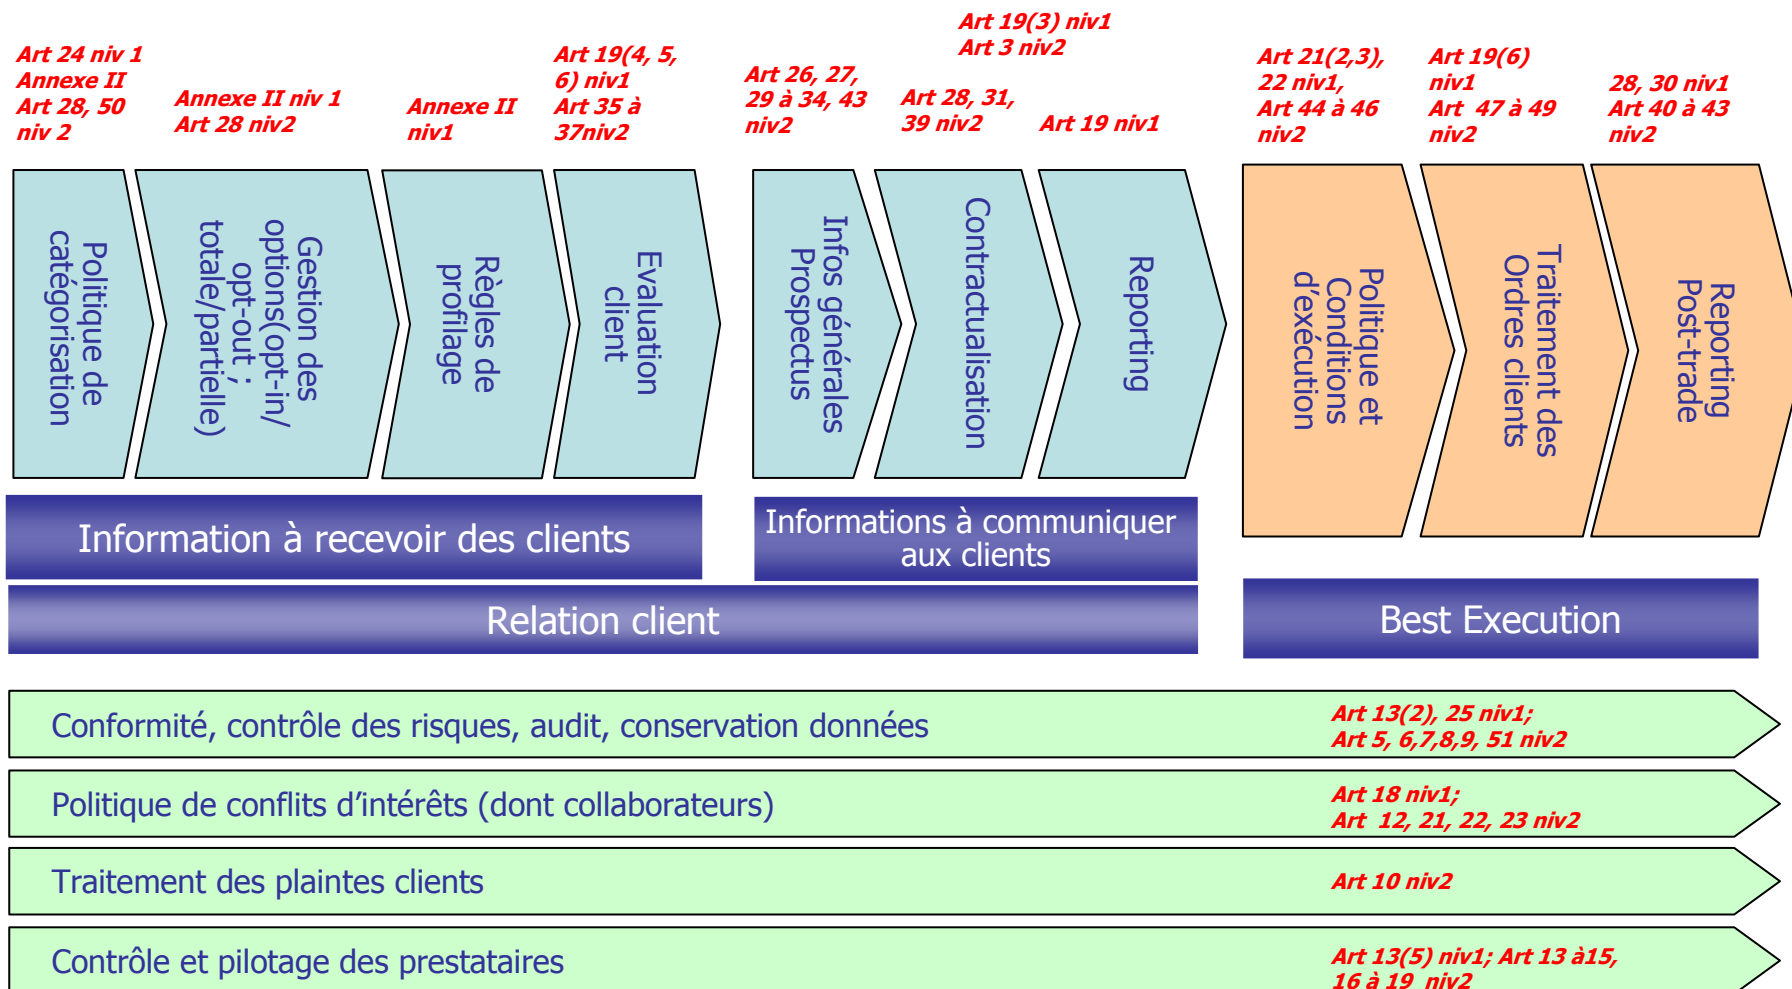 Art 19(3) niv1
Art 3 niv2
Art 24 niv 1
Annexe II
Art 28, 50
niv 2
Annexe II niv 1
Art 28 niv2
Annexe II
niv1
Art 19(4, 5,
6) niv1
Art 35 à
37niv2
Art 26, 27,
29 à 34, 43
niv2
Art 28, 31,
39 niv2
Art 19 niv1
Art 21(2,3),
22 niv1,
Art 44 à 46
niv2
Art 19(6)
niv1
Art  47 à 49
niv2
28, 30 niv1
Art 40 à 43
niv2
Politique de
catégorisation
Gestion des
options(opt-in/
opt-out ;
totale/partielle)
Règles de
profilage
Evaluation
client
Infos générales
Prospectus
Contractualisation
Reporting
Politique et
Conditions
d'exécution
Traitement des
Ordres clients
Reporting
Post-trade
Information à recevoir des clients
Informations à communiquer
aux clients
Relation client
Best Execution
Conformité, contrôle des risques, audit, conservation données
Art 13(2), 25 niv1;
Art 5, 6,7,8,9, 51 niv2
Politique de conflits d'intérêts (dont collaborateurs)
Art 18 niv1;
Art  12, 21, 22, 23 niv2
Traitement des plaintes clients
Art 10 niv2
Contrôle et pilotage des prestataires
Art 13(5) niv1; Art 13 à15,
16 à 19  niv2